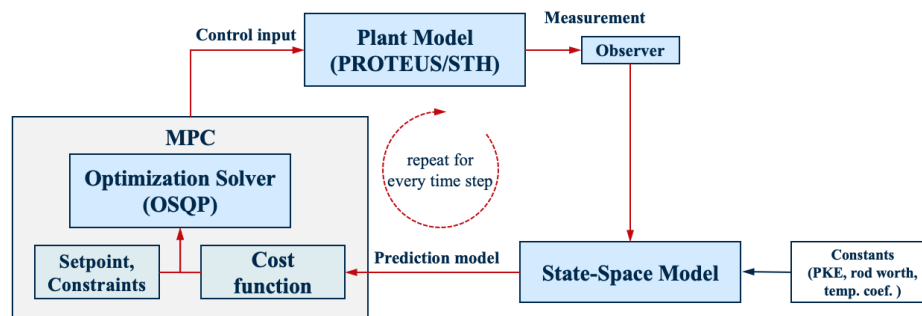 Control input
Plant Model
(PROTEUS/STH)
Measurement
Observer
MPC
Optimization Solver
(OSQP)
repeat for
every time step
Setpoint,
Constraints
Cost
function
Prediction model
State-Space Model
Constants
(PKE, rod worth,
temp. coef. )